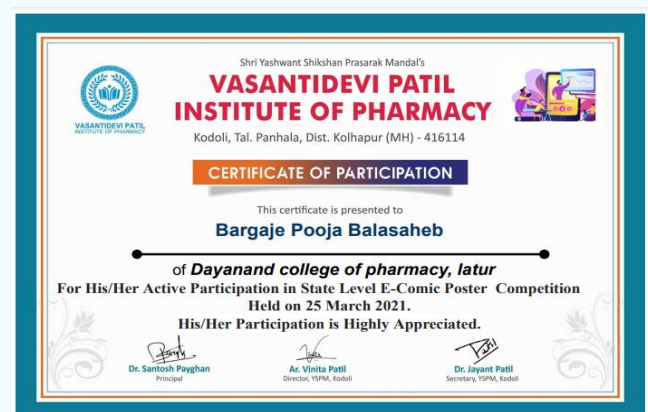 Shri Yashwant Shikshan Prasarak Mandal's
VASANTIDEVI PATIL
INSTITUTE OF PHARMACY
VASANTIDEVI PATIL
INSTITUTE OF PHARMACY
Kodoli, Tal. Panhala, Dist. Kolhapur (MH) - 416114
CERTIFICATE OF PARTICIPATION
This certificate is presented to
Bargaje Pooja Balasaheb
of Dayanand college of pharmacy, latur
For His/Her Active Participation in State Level E-Comic Poster Competition
Held on 25 March 2021.
His/Her Participation is Highly Appreciated.
Dr. Santosh Payghan
Principal
Ar. Vinita Patil
Director, YSPM, Kodoli
Dr. Jayant Patil
Secretary, YSPM, Kodoli